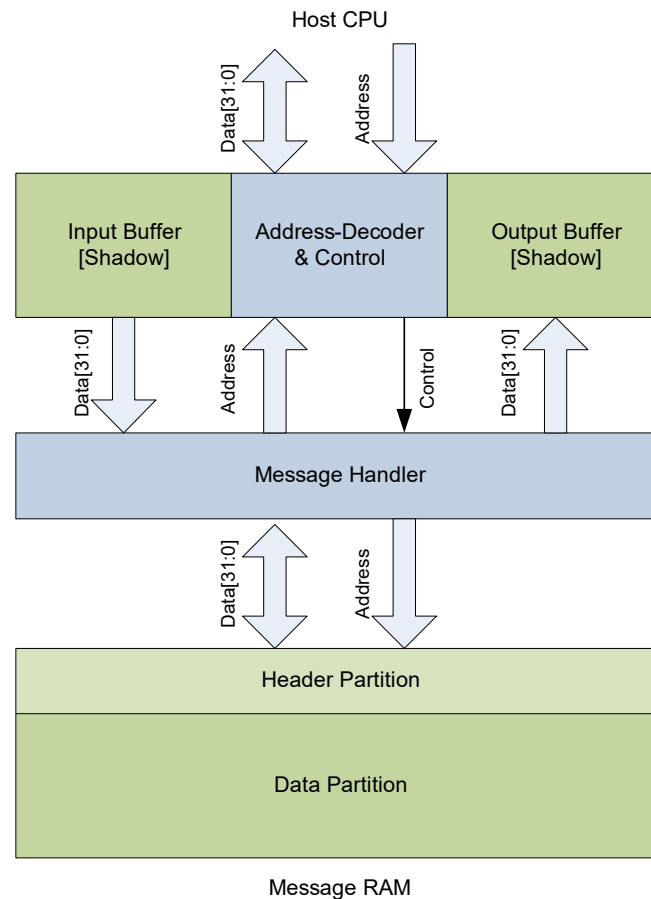 Host CPU
Data[31:0]
Address
Input Buffer
[Shadow]
Address-Decoder
& Control
Output Buffer
[Shadow]
Data[31:0]
Address
Control
Data[31:0]
Message Handler
Data[31:0]
Address
Header Partition
Data Partition
Message RAM